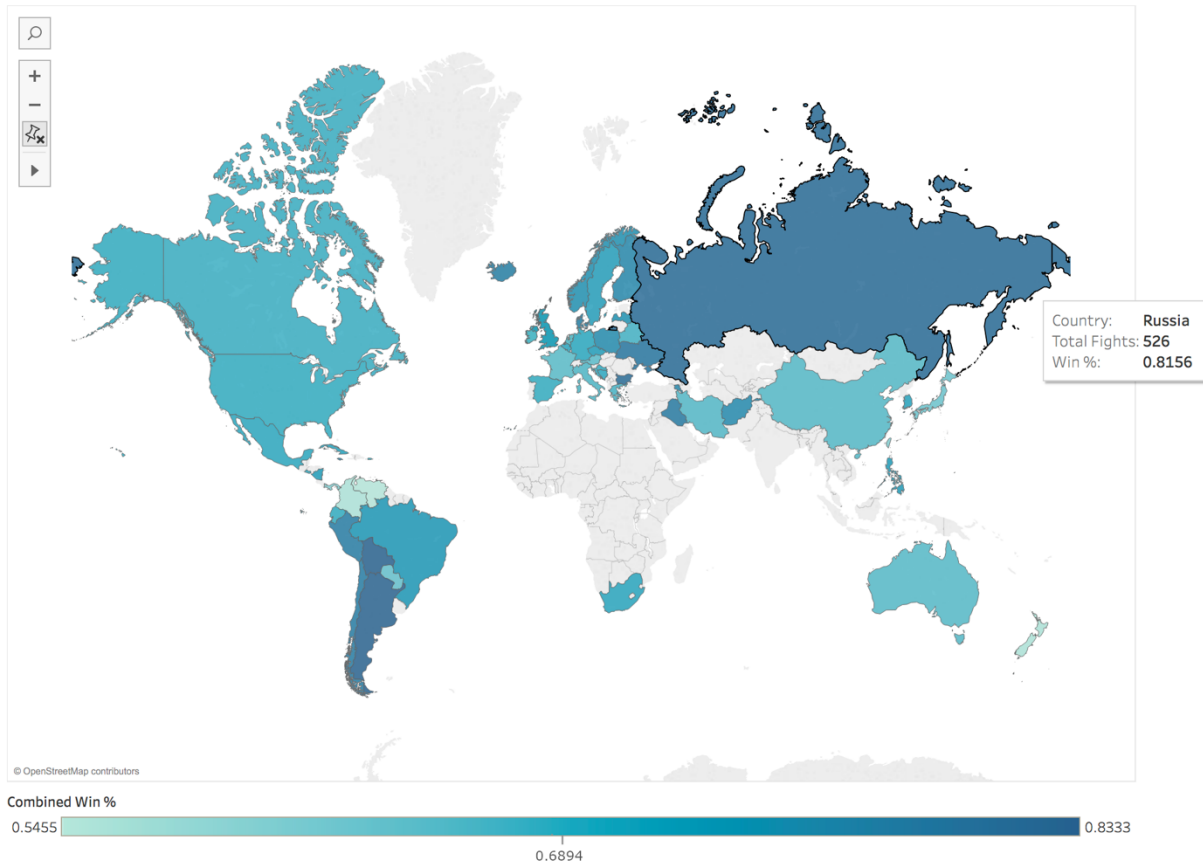 Country: Russia
Total Fights: 526
Win %: 0.8156
© OpenStreetMap contributors
Combined Win %
0.5455
0.8333
0.6894